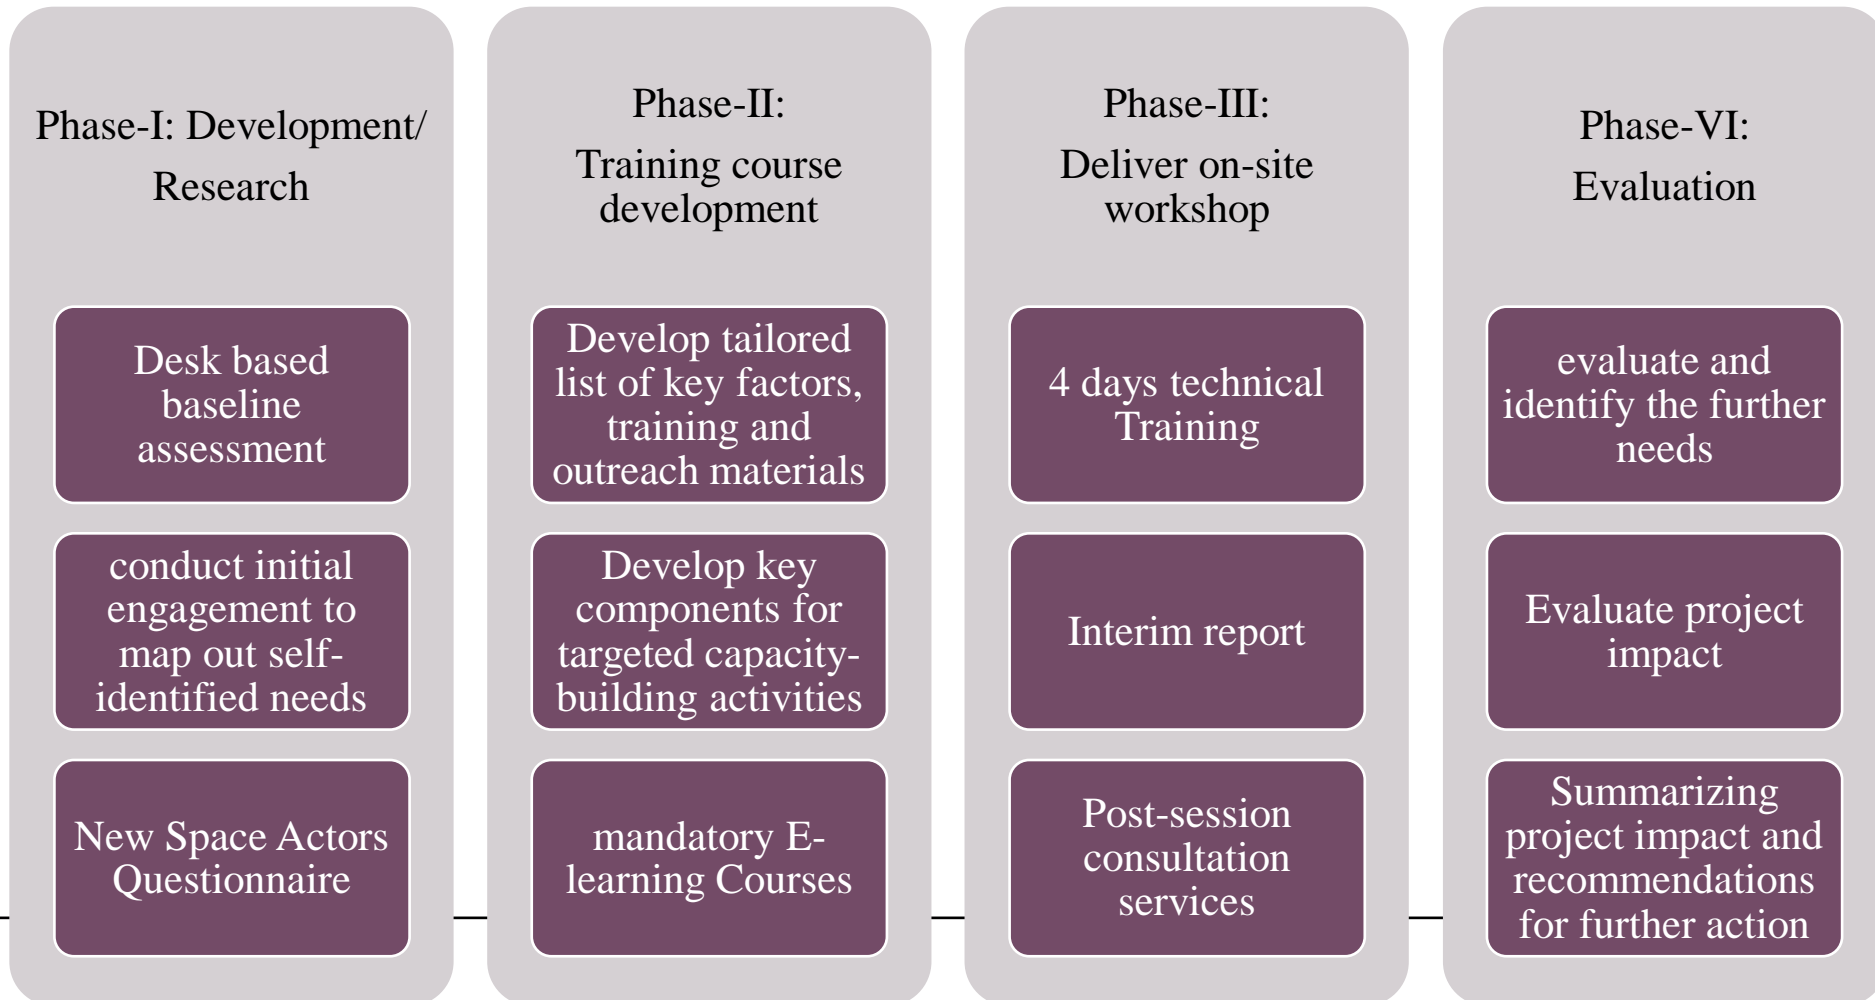 Phase-I: Development/
Research
Desk based
baseline
assessment
conduct initial
engagement to
map out self-
identified needs
New Space Actors
Questionnaire
Phase-II:
Training course
development
Develop tailored
list of key factors,
training and
outreach materials
Develop key
components for
targeted capacity-
building activities
mandatory E-
learning Courses
Phase-III:
Deliver on-site
workshop
4 days technical
Training
Interim report
Post-session
consultation
services
Phase-VI:
Evaluation
evaluate and
identify the further
needs
Evaluate project
impact
Summarizing
project impact and
recommendations
for further action